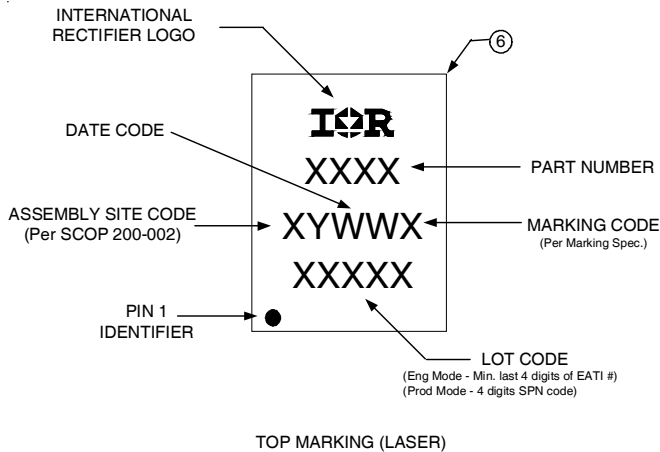 INTERNATIONAL
RECTIFIER LOGO
6
IOR
DATE CODE
XXXX
PART NUMBER
ASSEMBLY SITE CODE
(Per SCOP 200-002)
XYWWX
MARKING CODE
(Per Marking Spec.)
XXXXX
PIN 1
IDENTIFIER
LOT CODE
(Eng Mode - Min. last 4 digits of EATI #)
(Prod Mode - 4 digits SPN code)
TOP MARKING (LASER)